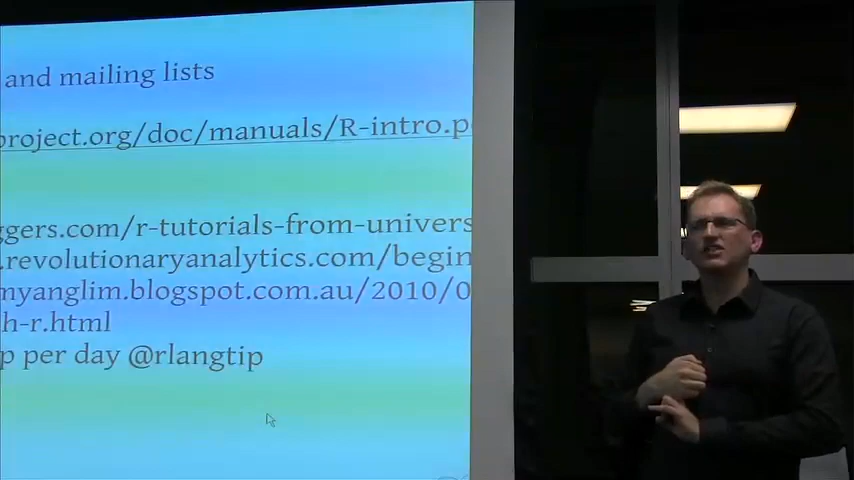 and mailing lists
project.org/doc/manuals/R-intro.p
ggers.com/r-tutorials-from-univers
.revolutionaryanalytics.com/begin
myanglim.blogspot.com.au/2010/0
h-r.html
p per day @rlangtip